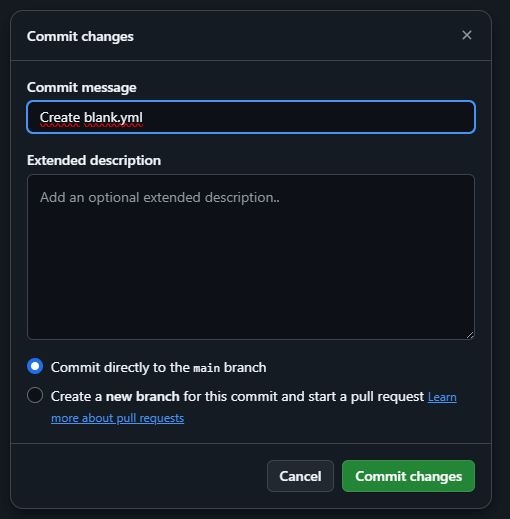 Commit changes
Commit message
Create blank.yml
Extended description
Add an optional extended description..
Commit directly to the main branch
Create a new branch for this commit and start a pull request Learn
more about pull requests
Cancel Commit changes